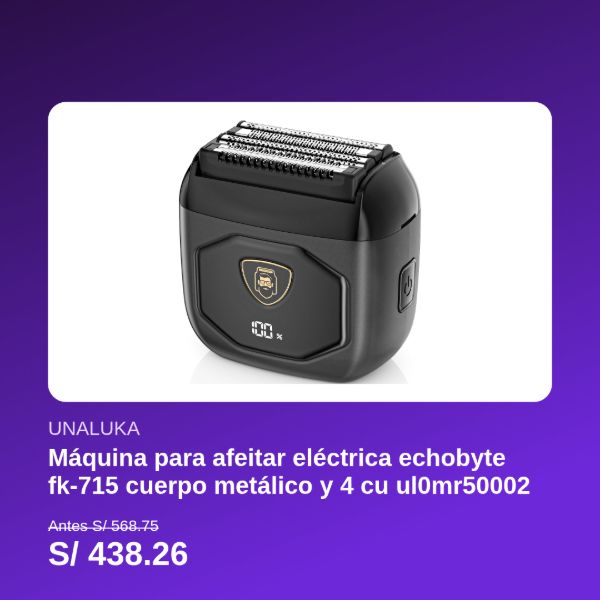 100 %
UNALUKA
Máquina para afeitar eléctrica echobyte
fk-715 cuerpo metálico y 4 cu ul0mr50002
Antes S/ 568.75
S/ 438.26